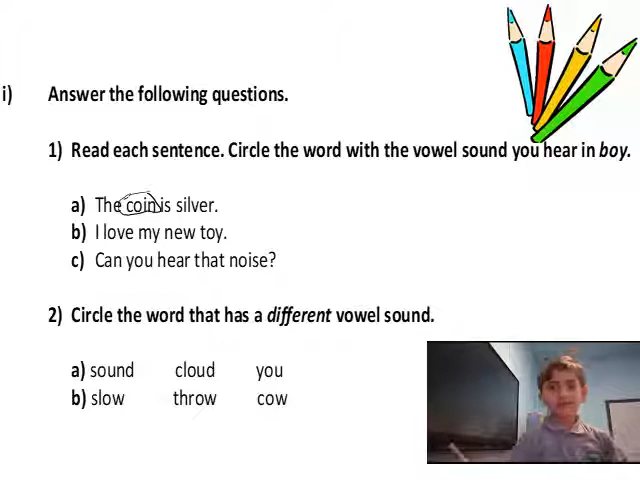 i) Answer the following questions.
1) Read each sentence. Circle the word with the vowel sound you hear in boy.
a) The coin is silver.
b) I love my new toy.
c) Can you hear that noise?
2) Circle the word that has a different vowel sound.
a) sound cloud you
b) slow throw cow